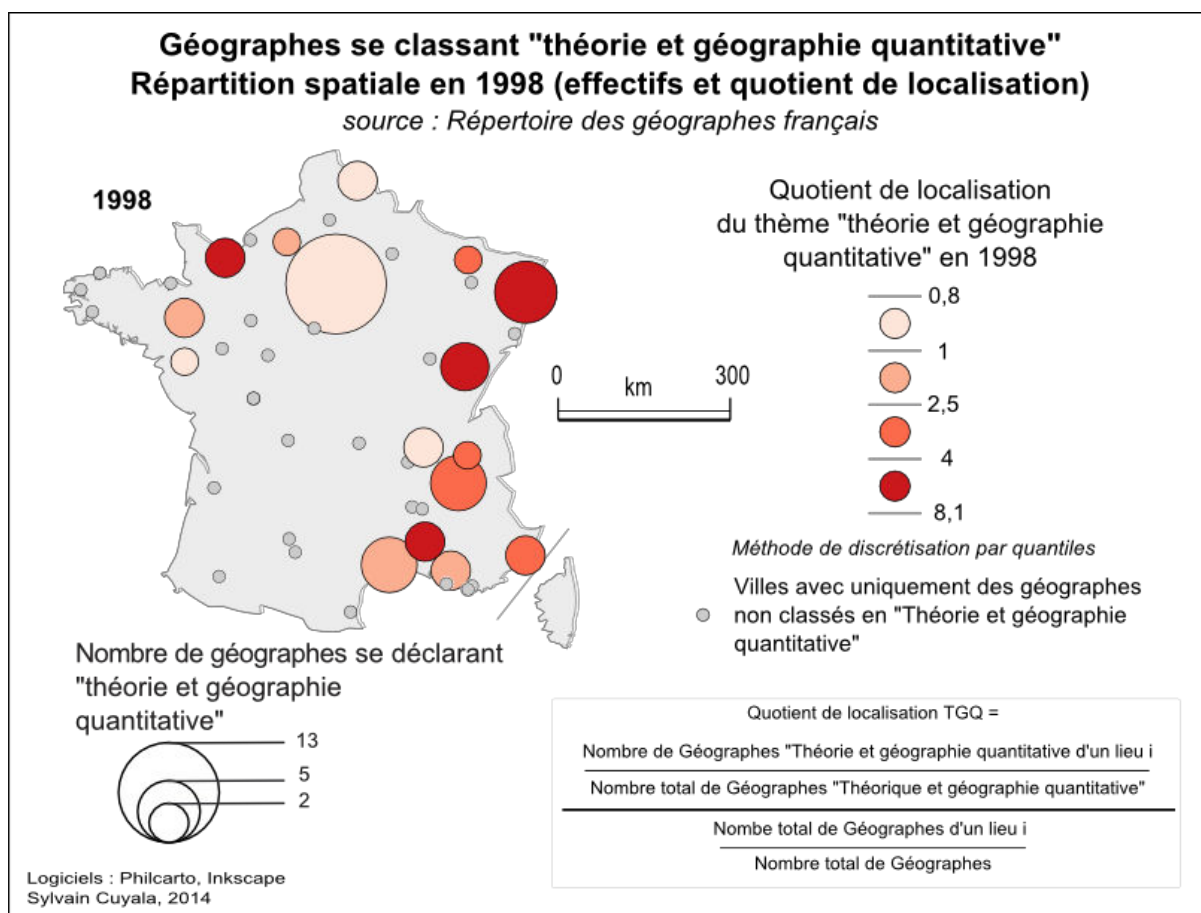 Géographes se classant "théorie et géographie quantitative"
Répartition spatiale en 1998 (effectifs et quotient de localisation)
source : Répertoire des géographes français
1998
Quotient de localisation
du thème "théorie et géographie
quantitative" en 1998
0,8
1
2,5
4
8,1
0
km
300
Méthode de discrétisation par quantiles
Villes avec uniquement des géographes
non classés en "Théorie et géographie
quantitative"
Nombre de géographes se déclarant
"théorie et géographie
quantitative"
13
5
2
Quotient de localisation TGQ =
Nombre de Géographes "Théorie et géographie quantitative d'un lieu i
Nombre total de Géographes "Théorique et géographie quantitative"
Nombe total de Géographes d'un lieu i
Nombre total de Géographes
Logiciels : Philcarto, Inkscape
Sylvain Cuyala, 2014